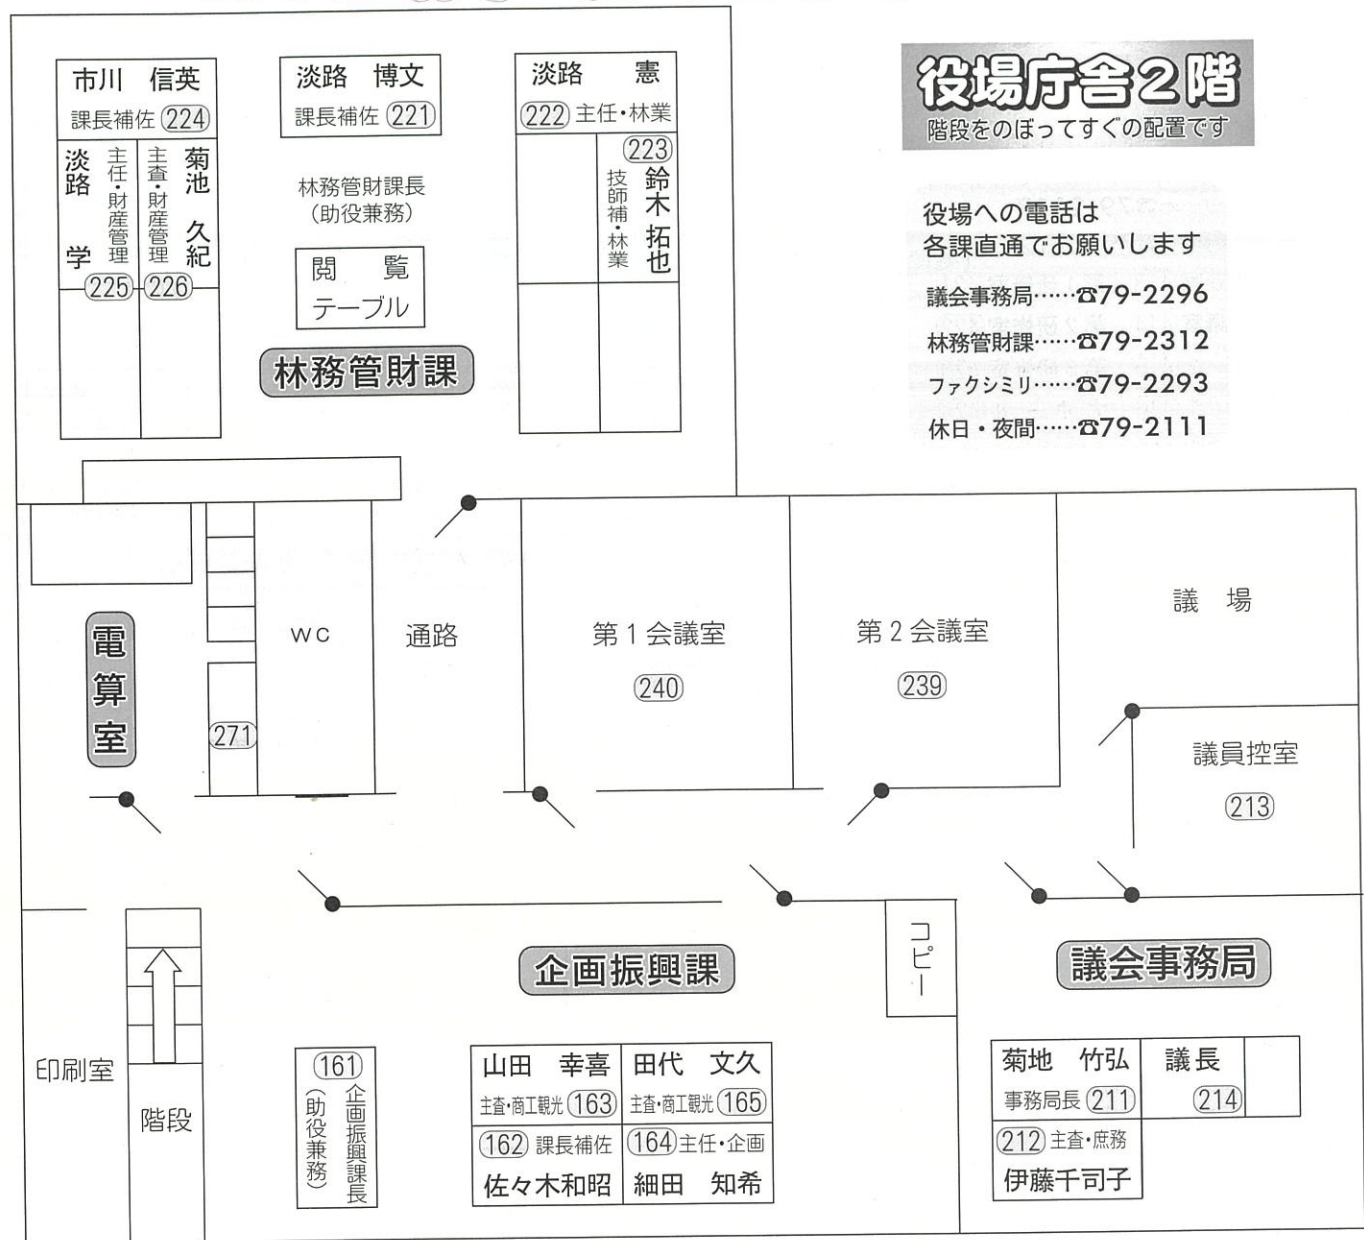 役場庁舎2階
階段をのぼってすぐの配置です
役場への電話は
各課直通でお願いします
議会事務局……☎79-2296
林務管財課……☎79-2312
ファクシミリ……☎79-2293
休日・夜間……☎79-2111
市川 信英
課長補佐 224
淡路 学
主任・財産管理
225
主査・財産管理
菊池 久紀
226
淡路 博文
課長補佐 221
林務管財課長
(助役兼務)
閲覧
テーブル
林務管財課
淡路 憲
222 主任・林業
223
鈴木 拓也
技師補・林業
電算室
271
WC
通路
第1会議室
240
第2会議室
239
議場
議員控室
213
印刷室
階段
企画振興課
コピー
161
企画振興課長
(助役兼務)
山田 幸喜
主査・商工観光 163
162 課長補佐
佐々木和昭
田代 文久
主査・商工観光 165
164 主任・企画
細田 知希
議会事務局
菊地 竹弘
事務局長 211
212 主査・庶務
伊藤千司子
議長
214